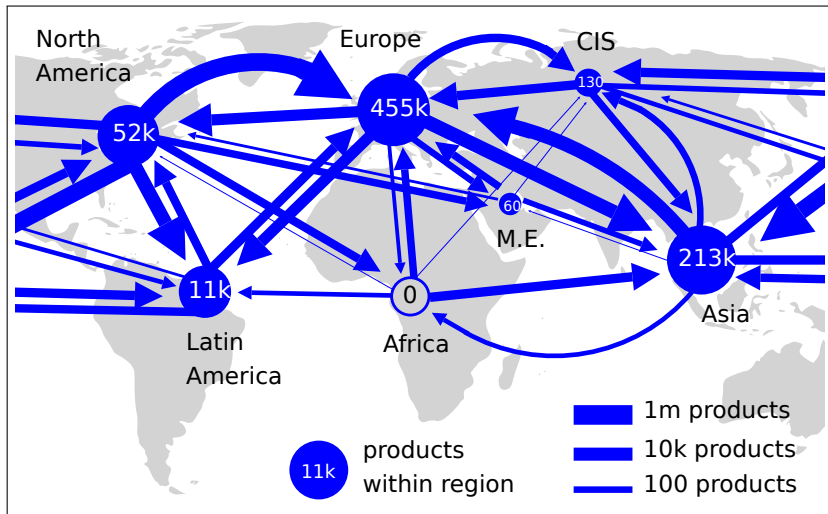 North
America
Europe
CIS
130
455k
52k
60
M.E.
213k
11k
0
Asia
Latin
America
Africa
1m products
products
within region
11k
10k products
100 products